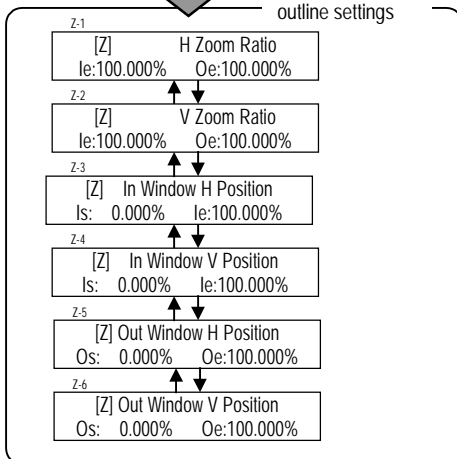 outline settings
Z-1
[Z] H Zoom Ratio
Ie:100.000% Oe:100.000%
Z-2
[Z] V Zoom Ratio
Ie:100.000% Oe:100.000%
Z-3
[Z] In Window H Position
Is: 0.000% Ie:100.000%
Z-4
[Z] In Window V Position
Is: 0.000% Ie:100.000%
Z-5
[Z] Out Window H Position
Os: 0.000% Oe:100.000%
Z-6
[Z] Out Window V Position
Os: 0.000% Oe:100.000%